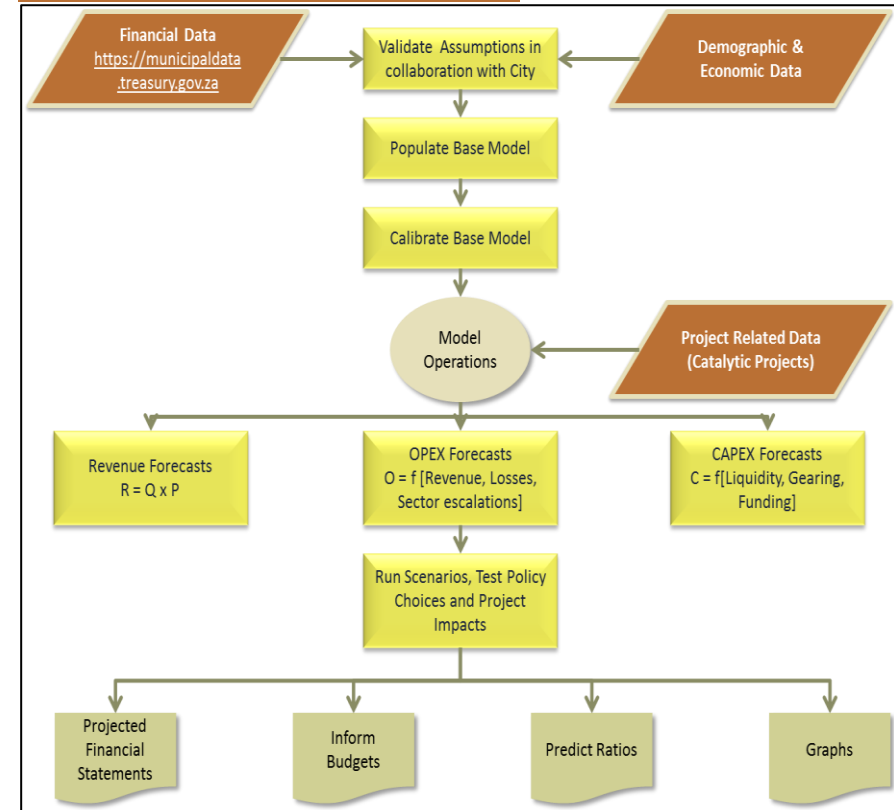 Financial Data
https://municipaldata
.treasury.gov.za
Validate Assumptions in
collaboration with City
Demographic &
Economic Data
Populate Base Model
Calibrate Base Model
Model
Operations
Project Related Data
(Catalytic Projects)
Revenue Forecasts
R = Q x P
OPEX Forecasts
O = f [Revenue, Losses,
Sector escalations]
CAPEX Forecasts
C = f[Liquidity, Gearing,
Funding]
Run Scenarios, Test Policy
Choices and Project
Impacts
Projected
Financial
Statements
Inform
Budgets
Predict Ratios
Graphs